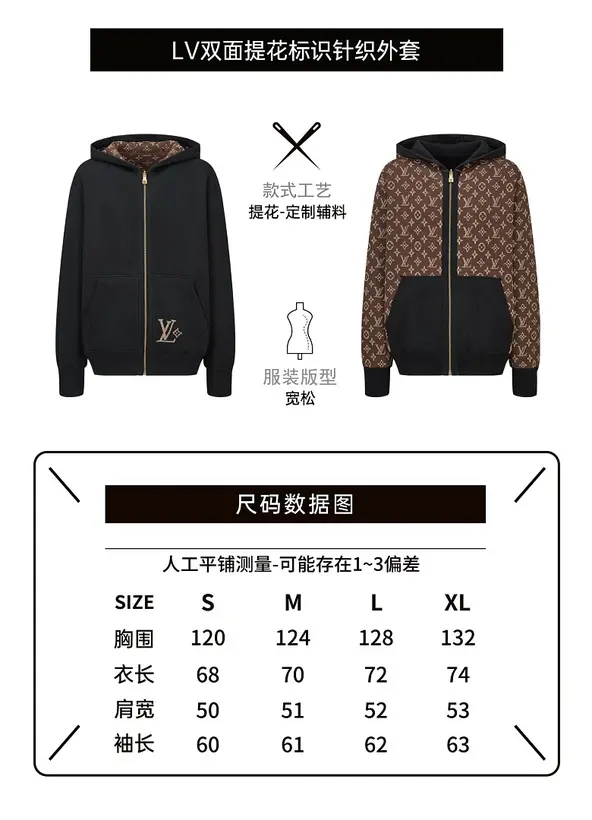 LV双面提花标识针织外套
款式工艺
提花-定制辅料
LV
服装版型
宽松
尺码数据图
人工平铺测量-可能存在1~3偏差
SIZE S M L XL
胸围 120 124 128 132
衣长 68 70 72 74
肩宽 50 51 52 53
袖长 60 61 62 63